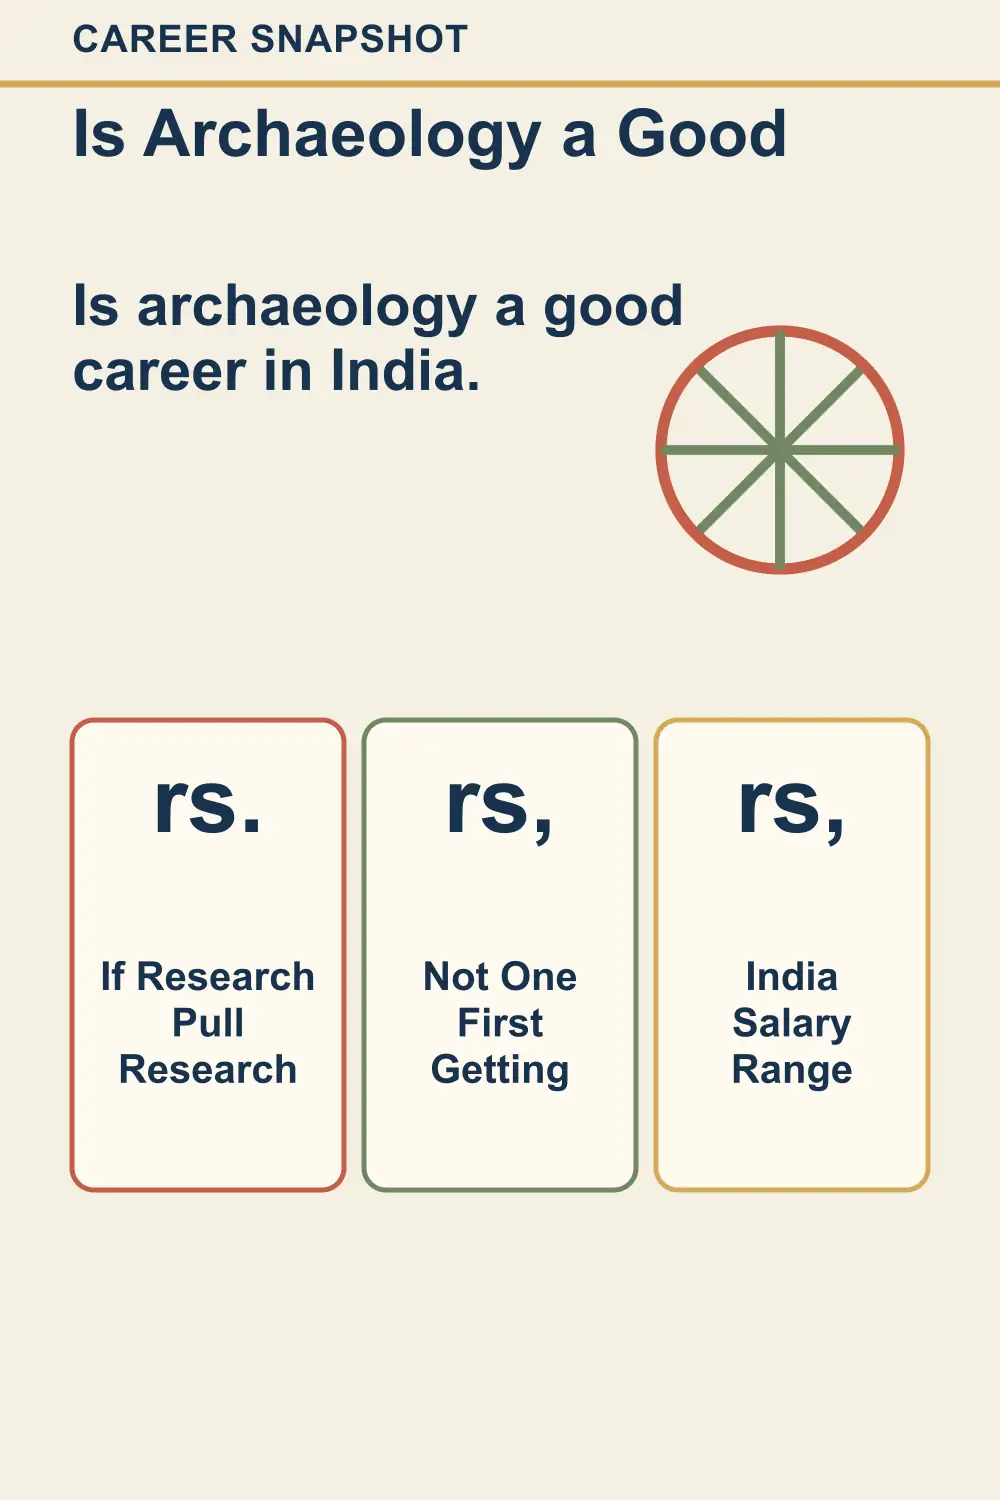 CAREER SNAPSHOT
Is Archaeology a Good
Is archaeology a good
career in India.
rs.
If Research
Pull
Research
rs,
Not One
First
Getting
rs,
India
Salary
Range